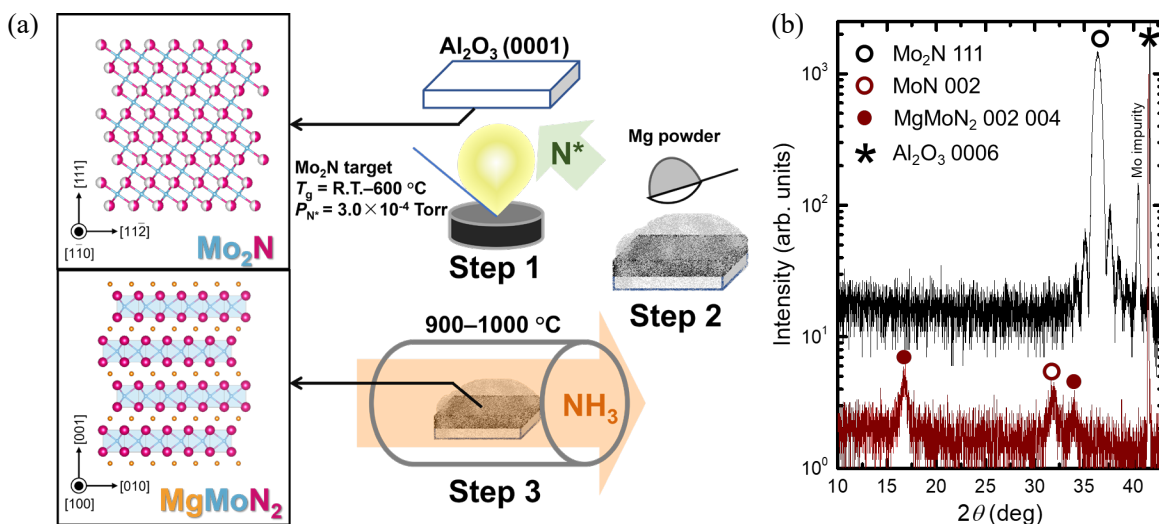 (a)
Al₂O₃ (0001)
[111]
[112̄]
[11̄0]
Mo₂N
Mo₂N target
Tg = R.T.–600 °C
PN* = 3.0×10⁻⁴ Torr
N*
Step 1
Mg powder
Step 2
900–1000 °C
NH₃
Step 3
[001]
[010]
[100]
MgMoN₂
(b)
Mo₂N 111
MoN 002
MgMoN₂ 002 004
Al₂O₃ 0006
Mo impurity
Intensity (arb. units)
10³
10²
10¹
10⁰
10 15 20 25 30 35 40
2θ (deg)